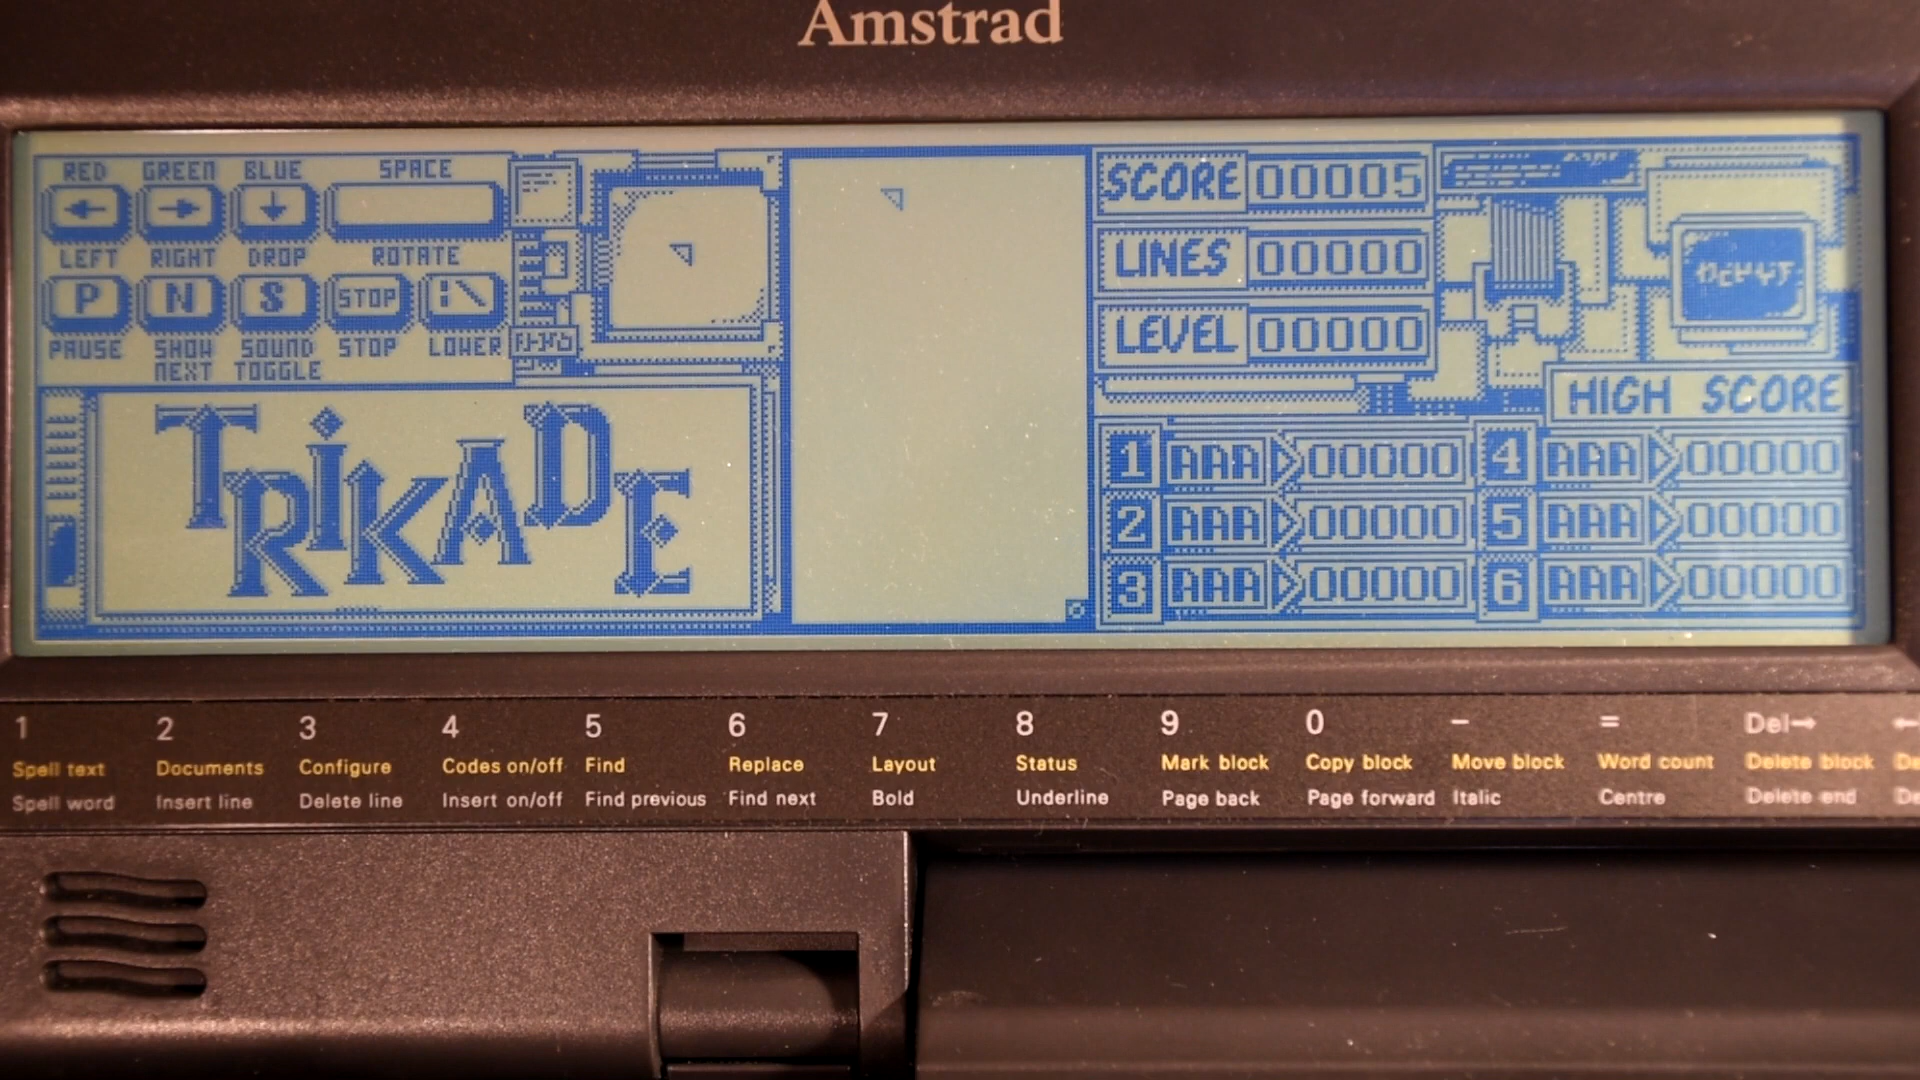 Amstrad
RED GREEN BLUE SPACE
LEFT RIGHT DROP ROTATE
P N S STOP
PAUSE SHOW NEXT SOUND TOGGLE STOP LOWER
TRiKADE
SCORE 00005
LINES 00000
LEVEL 00000
HIGH SCORE
1 AAA 00000 4 AAA 00000
2 AAA 00000 5 AAA 00000
3 AAA 00000 6 AAA 00000
1 2 3 4 5 6 7 8 9 0 – = Del→ ←
Spell text Documents Configure Codes on/off Find Replace Layout Status Mark block Copy block Move block Word count Delete block De
Spell word Insert line Delete line Insert on/off Find previous Find next Bold Underline Page back Page forward Italic Centre Delete end De